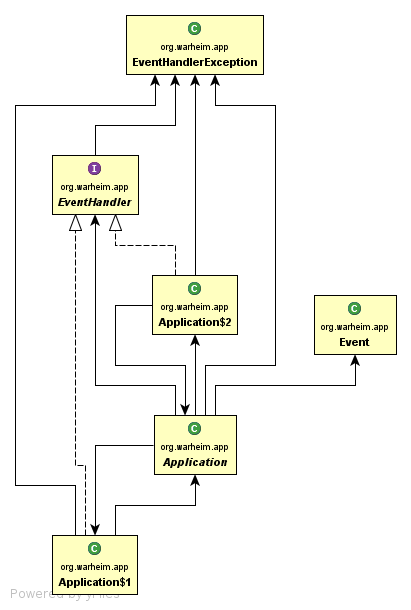 C
org.warheim.app
EventHandlerException
I
org.warheim.app
EventHandler
C
org.warheim.app
Application$2
C
org.warheim.app
Event
C
org.warheim.app
Application
C
org.warheim.app
Application$1
Powered by yFiles